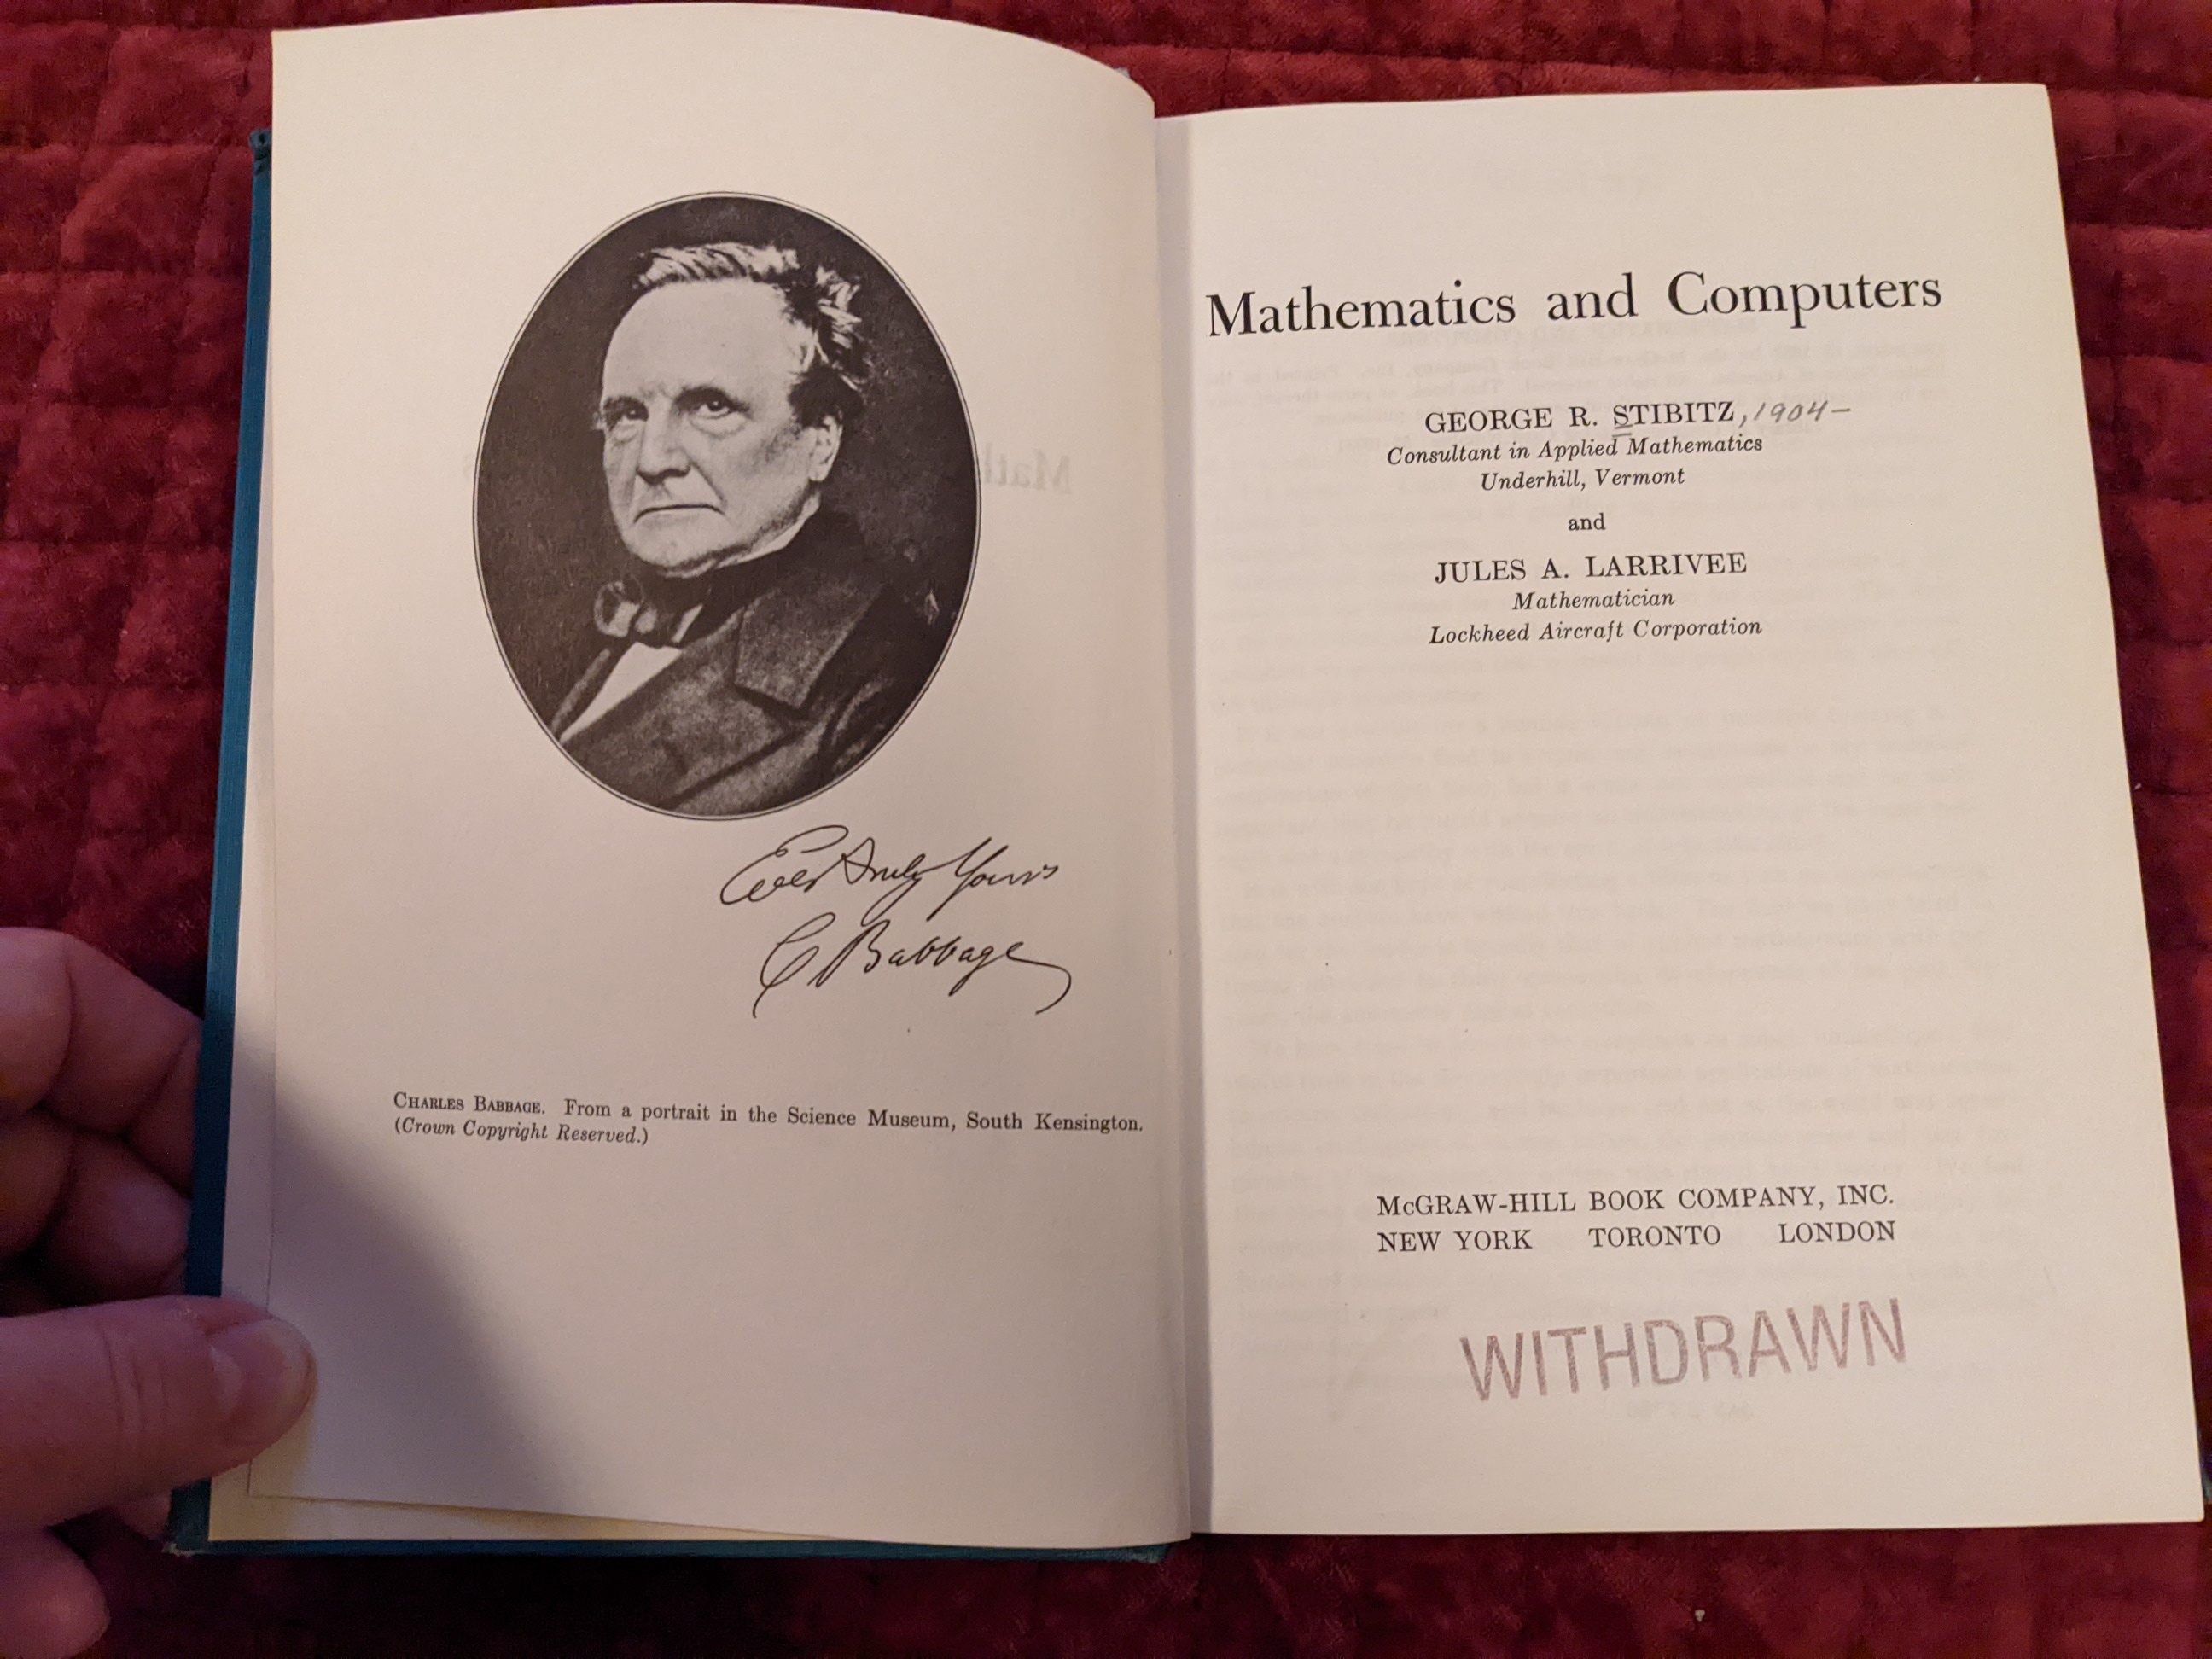 Ever Truly Yours
C Babbage
CHARLES BABBAGE. From a portrait in the Science Museum, South Kensington.
(Crown Copyright Reserved.)
Mathematics and Computers
GEORGE R. STIBITZ, 1904–
Consultant in Applied Mathematics
Underhill, Vermont
and
JULES A. LARRIVEE
Mathematician
Lockheed Aircraft Corporation
McGRAW-HILL BOOK COMPANY, INC.
NEW YORK TORONTO LONDON
WITHDRAWN